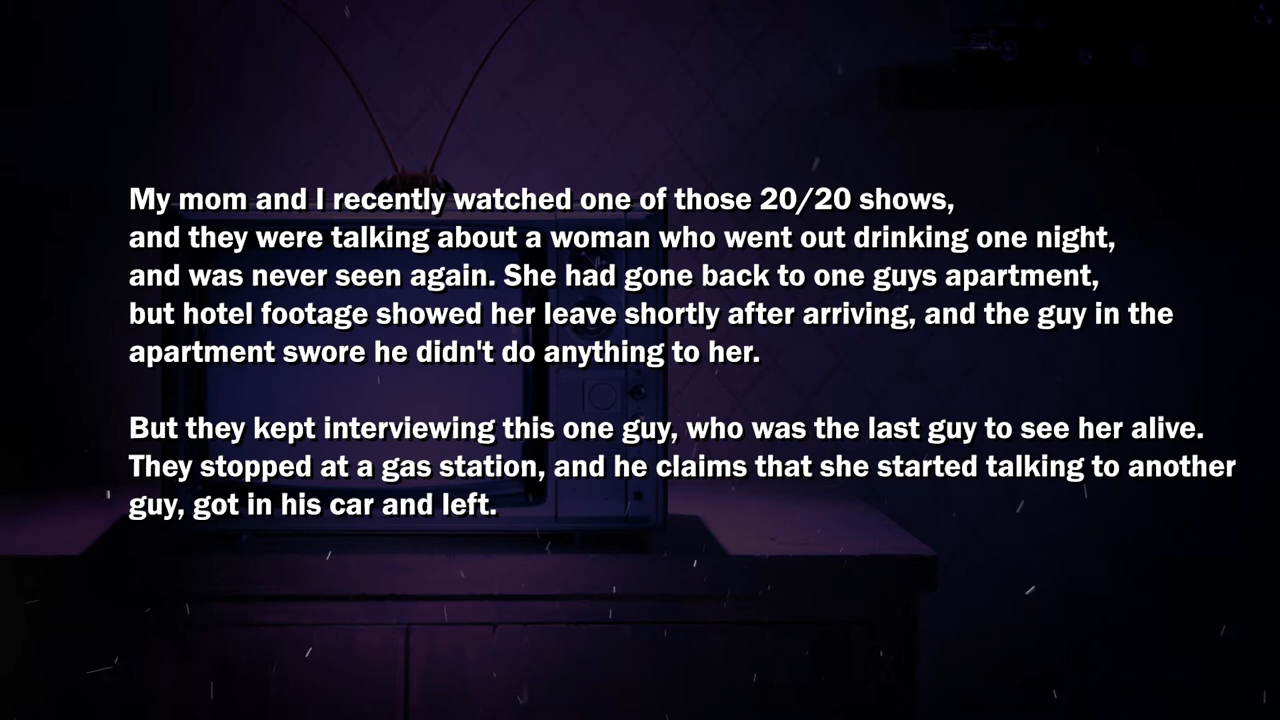 My mom and I recently watched one of those 20/20 shows,
and they were talking about a woman who went out drinking one night,
and was never seen again. She had gone back to one guys apartment,
but hotel footage showed her leave shortly after arriving, and the guy in the
apartment swore he didn't do anything to her.
But they kept interviewing this one guy, who was the last guy to see her alive.
They stopped at a gas station, and he claims that she started talking to another
guy, got in his car and left.